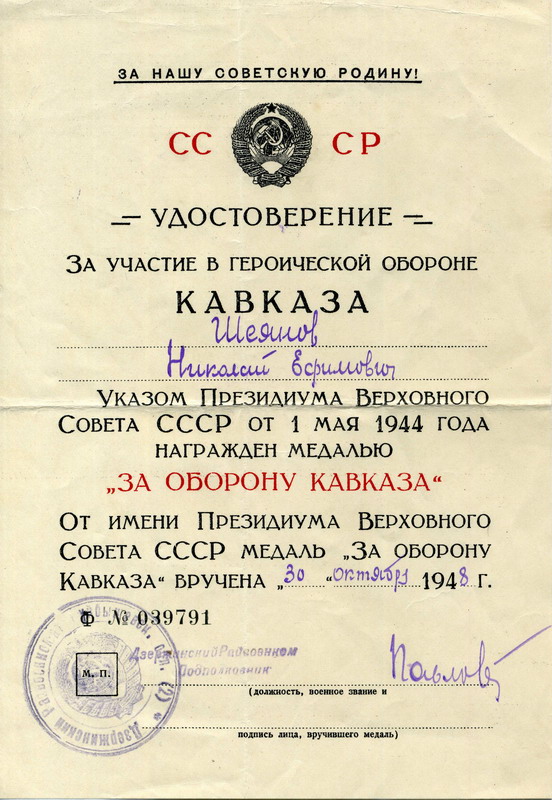 ЗА НАШУ СОВЕТСКУЮ РОДИНУ!
СС СР
УДОСТОВЕРЕНИЕ
ЗА УЧАСТИЕ В ГЕРОИЧЕСКОЙ ОБОРОНЕ
КАВКАЗА
Шеянов
Николай Ефимович
УКАЗОМ ПРЕЗИДИУМА ВЕРХОВНОГО
СОВЕТА СССР ОТ 1 МАЯ 1944 ГОДА
НАГРАЖДЕН МЕДАЛЬЮ
„ЗА ОБОРОНУ КАВКАЗА“
ОТ ИМЕНИ ПРЕЗИДИУМА ВЕРХОВНОГО
СОВЕТА СССР МЕДАЛЬ „ЗА ОБОРОНУ
КАВКАЗА“ ВРУЧЕНА „30“ октября 1948 Г.
Ф № 039791
Дзержинский Райвоенком
Подполковник
Павлов
М. П.
(должность, военное звание и
подпись лица, вручившего медаль)
Дзержинский